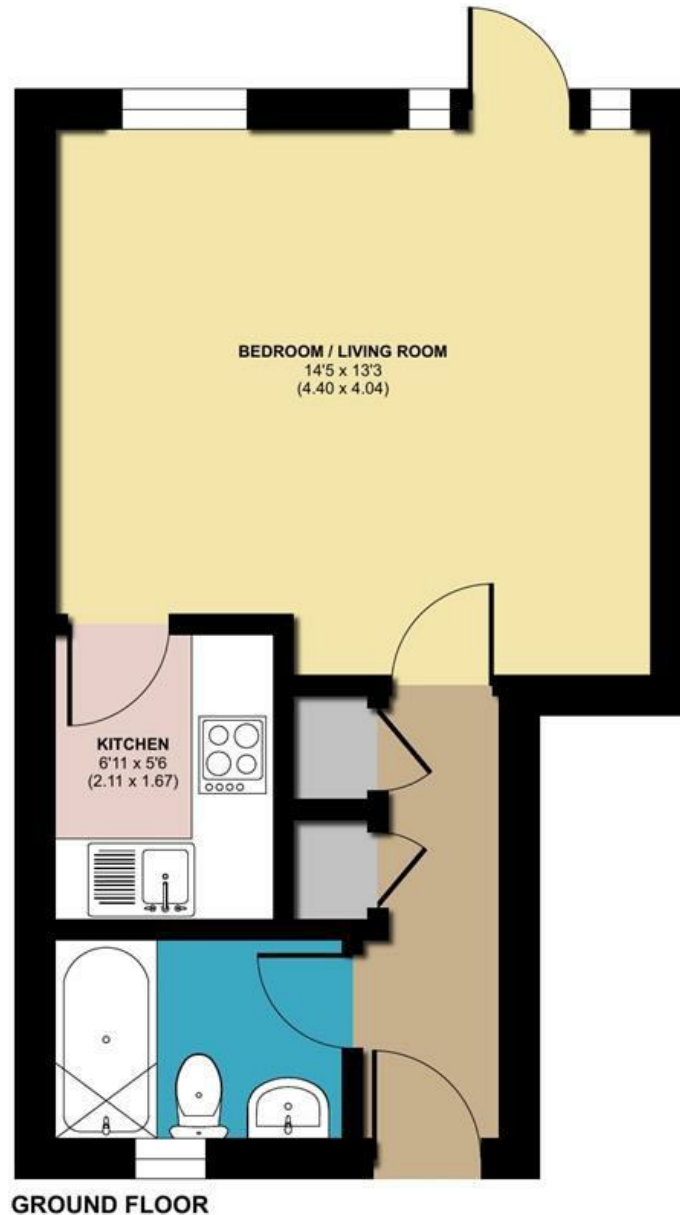 BEDROOM / LIVING ROOM
14'5 x 13'3
(4.40 x 4.04)
KITCHEN
6'11 x 5'6
(2.11 x 1.67)
GROUND FLOOR